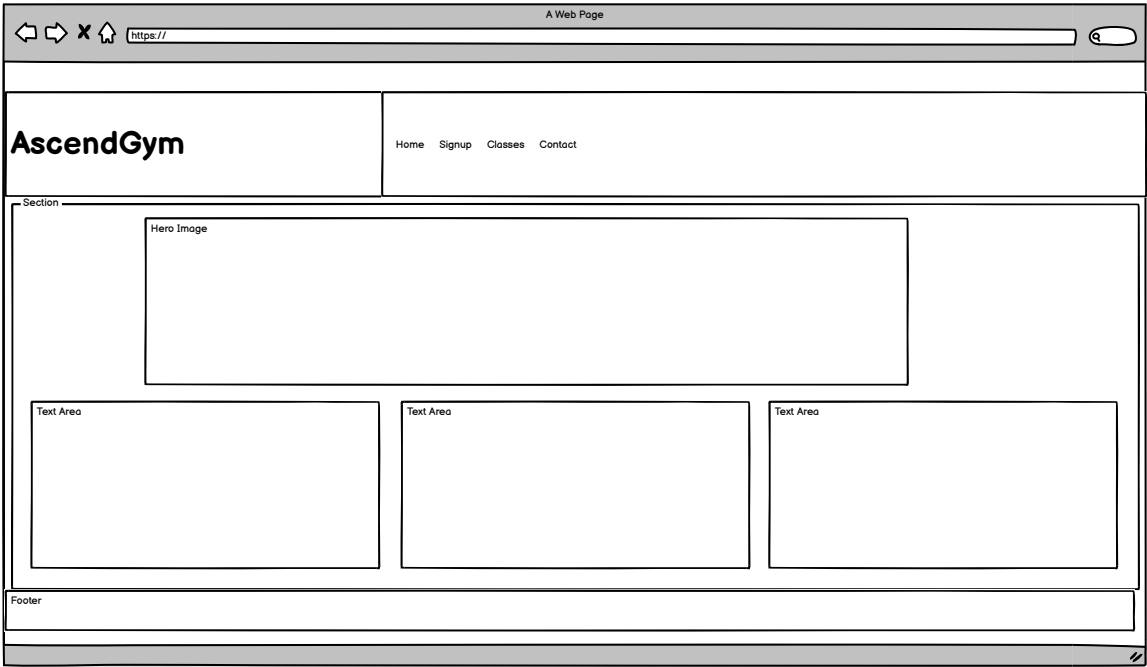 A Web Page
https://
AscendGym
Home Signup Classes Contact
Section
Hero Image
Text Area Text Area Text Area
Footer